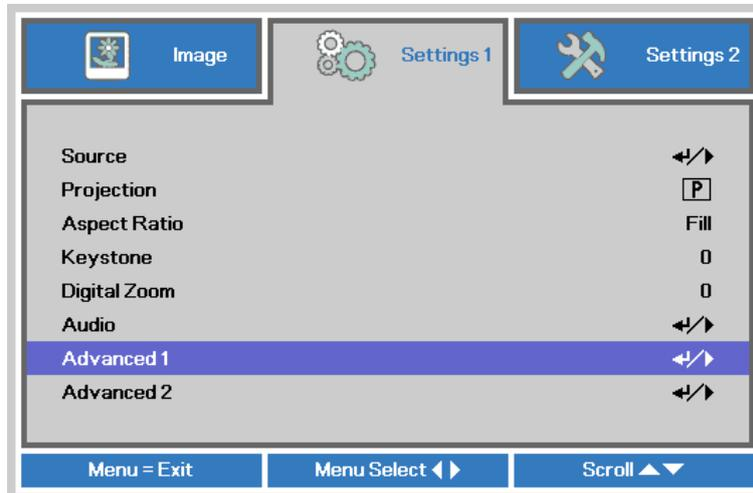 Image
Settings 1
Settings 2
Source
Projection P
Aspect Ratio Fill
Keystone 0
Digital Zoom 0
Audio
Advanced 1
Advanced 2
Menu = Exit
Menu Select
Scroll